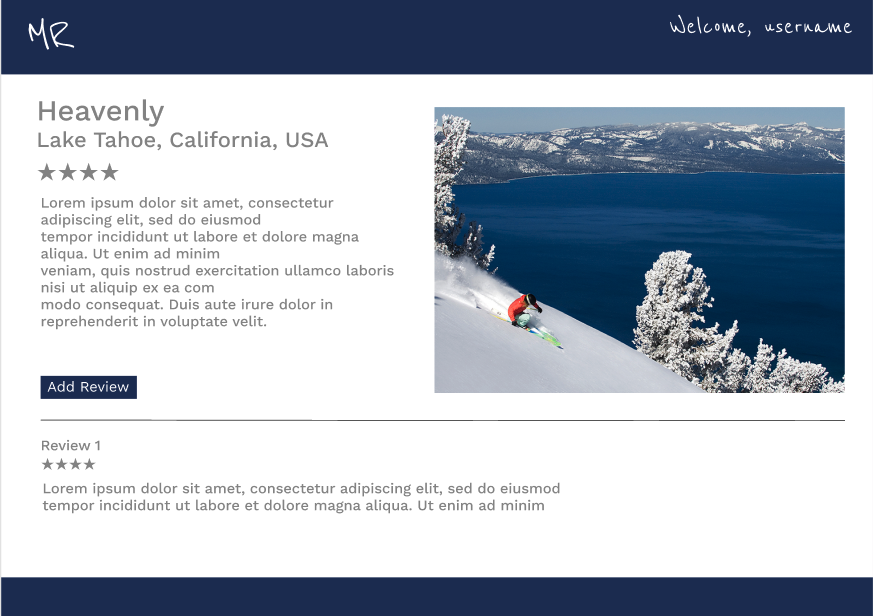 MR
Welcome, username
Heavenly
Lake Tahoe, California, USA
★★★★
Lorem ipsum dolor sit amet, consectetur
adipiscing elit, sed do eiusmod
tempor incididunt ut labore et dolore magna
aliqua. Ut enim ad minim
veniam, quis nostrud exercitation ullamco laboris
nisi ut aliquip ex ea com
modo consequat. Duis aute irure dolor in
reprehenderit in voluptate velit.
Add Review
Review 1
★★★★
Lorem ipsum dolor sit amet, consectetur adipiscing elit, sed do eiusmod
tempor incididunt ut labore et dolore magna aliqua. Ut enim ad minim